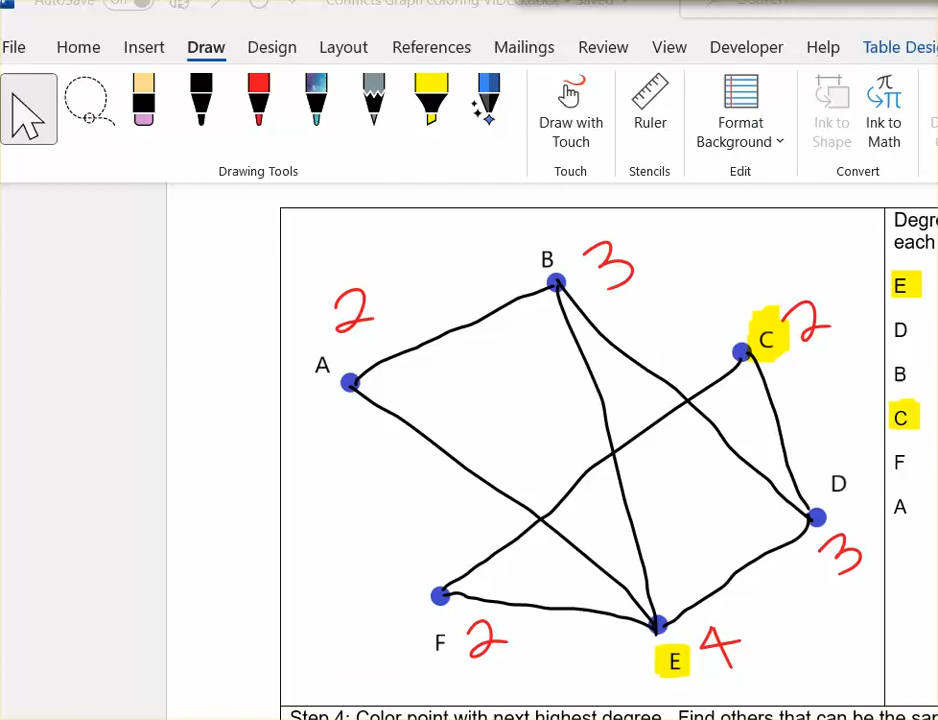 File Home Insert Draw Design Layout References Mailings Review View Developer Help Table Desi
Draw with Touch
Ruler
Format Background
Ink to Shape
Ink to Math
Drawing Tools
Touch
Stencils
Edit
Convert
Degre
each
B 3
2
C 2
A
D
3
F 2
E 4
E
D
B
C
F
A
Step 4: Color point with next highest degree. Find others that can be the sa